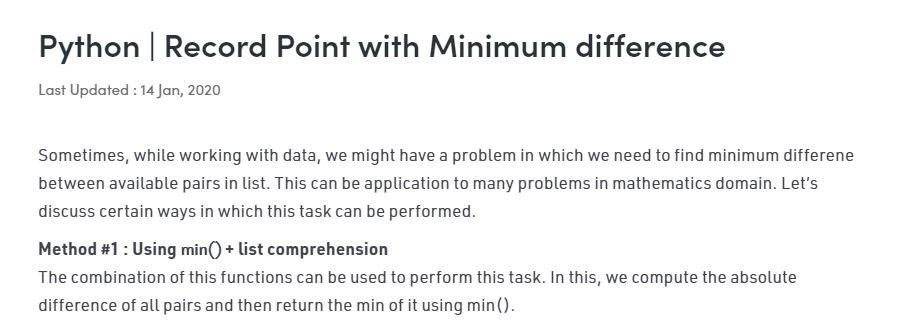 Python | Record Point with Minimum difference
Last Updated : 14 Jan, 2020
Sometimes, while working with data, we might have a problem in which we need to find minimum differene
between available pairs in list. This can be application to many problems in mathematics domain. Let’s
discuss certain ways in which this task can be performed.
Method #1 : Using min() + list comprehension
The combination of this functions can be used to perform this task. In this, we compute the absolute
difference of all pairs and then return the min of it using min().